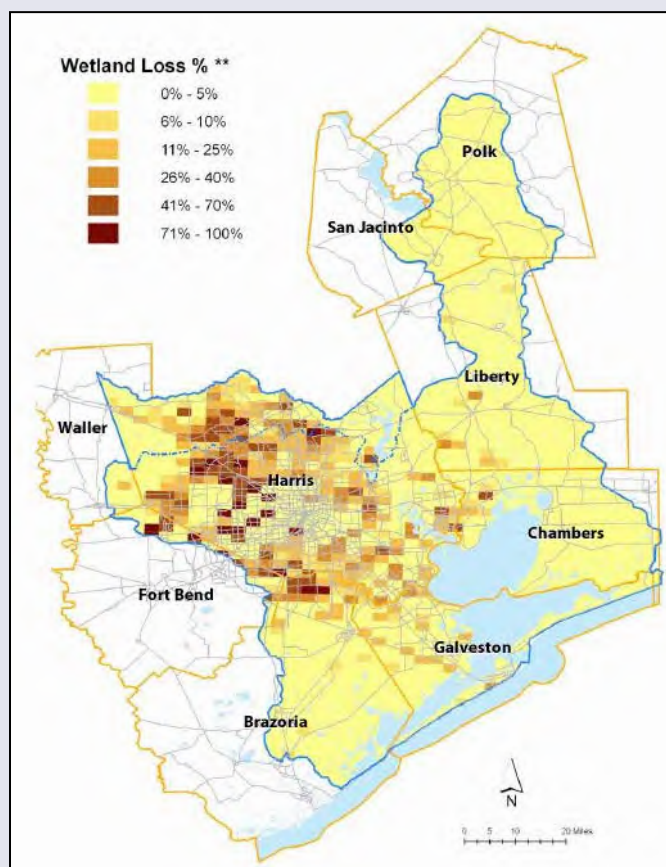 Wetland Loss % **
0% - 5%
6% - 10%
11% - 25%
26% - 40%
41% - 70%
71% - 100%
Polk
San Jacinto
Liberty
Waller
Harris
Chambers
Fort Bend
Galveston
Brazoria
N
0 5 10 20 Miles